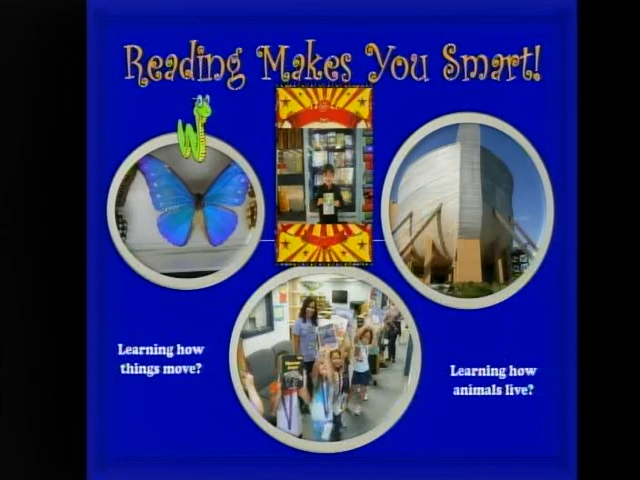 Reading Makes You Smart!
Learning how
things move?
Learning how
animals live?